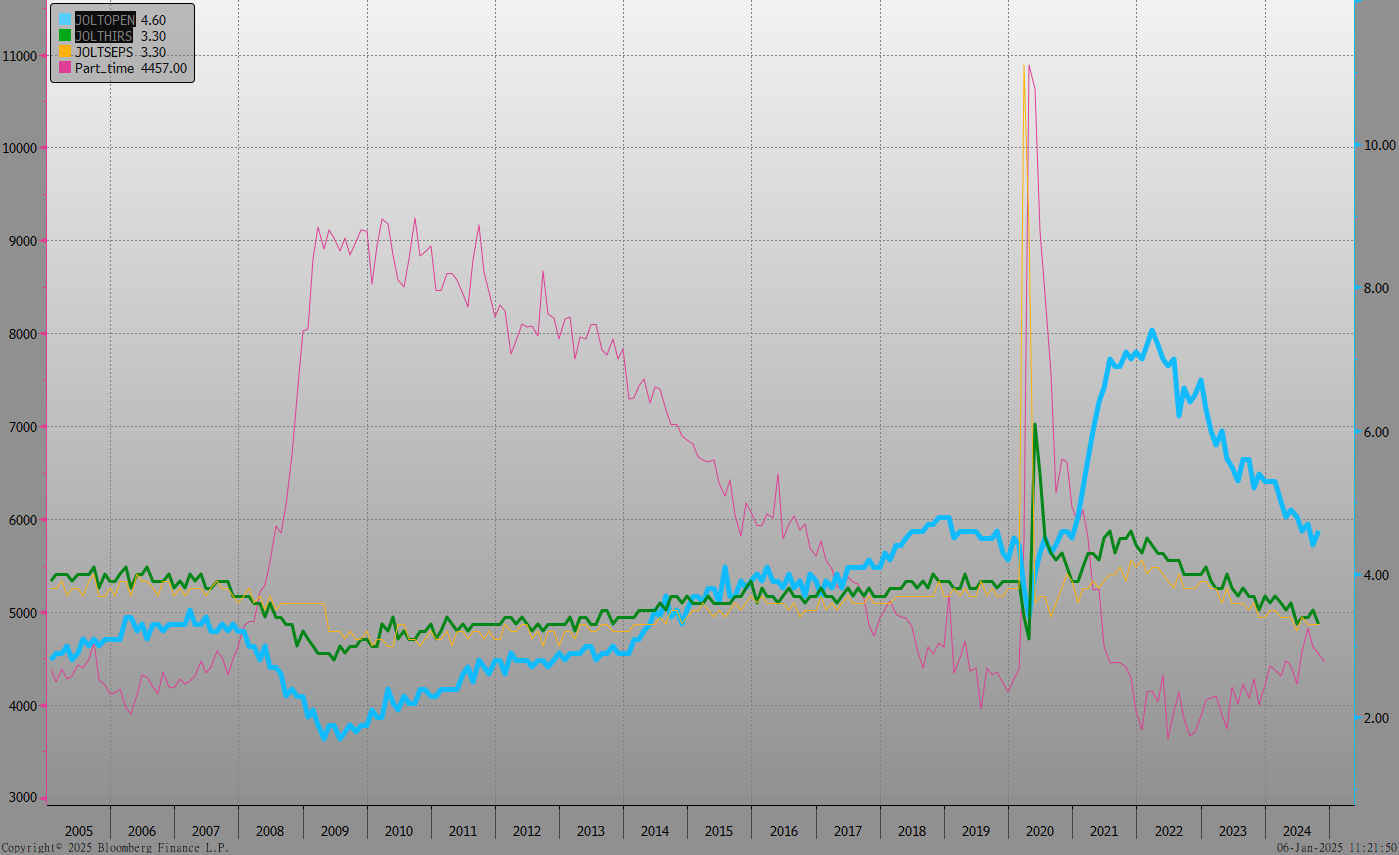 JOLTOPEN 4.60
JOLTHIRS 3.30
JOLTSEPS 3.30
Part_time 4457.00
11000
10000
9000
8000
7000
6000
5000
4000
3000
10.00
8.00
6.00
4.00
2.00
2005 2006 2007 2008 2009 2010 2011 2012 2013 2014 2015 2016 2017 2018 2019 2020 2021 2022 2023 2024
Copyright© 2025 Bloomberg Finance L.P. 06-Jan-2025 11:21:50